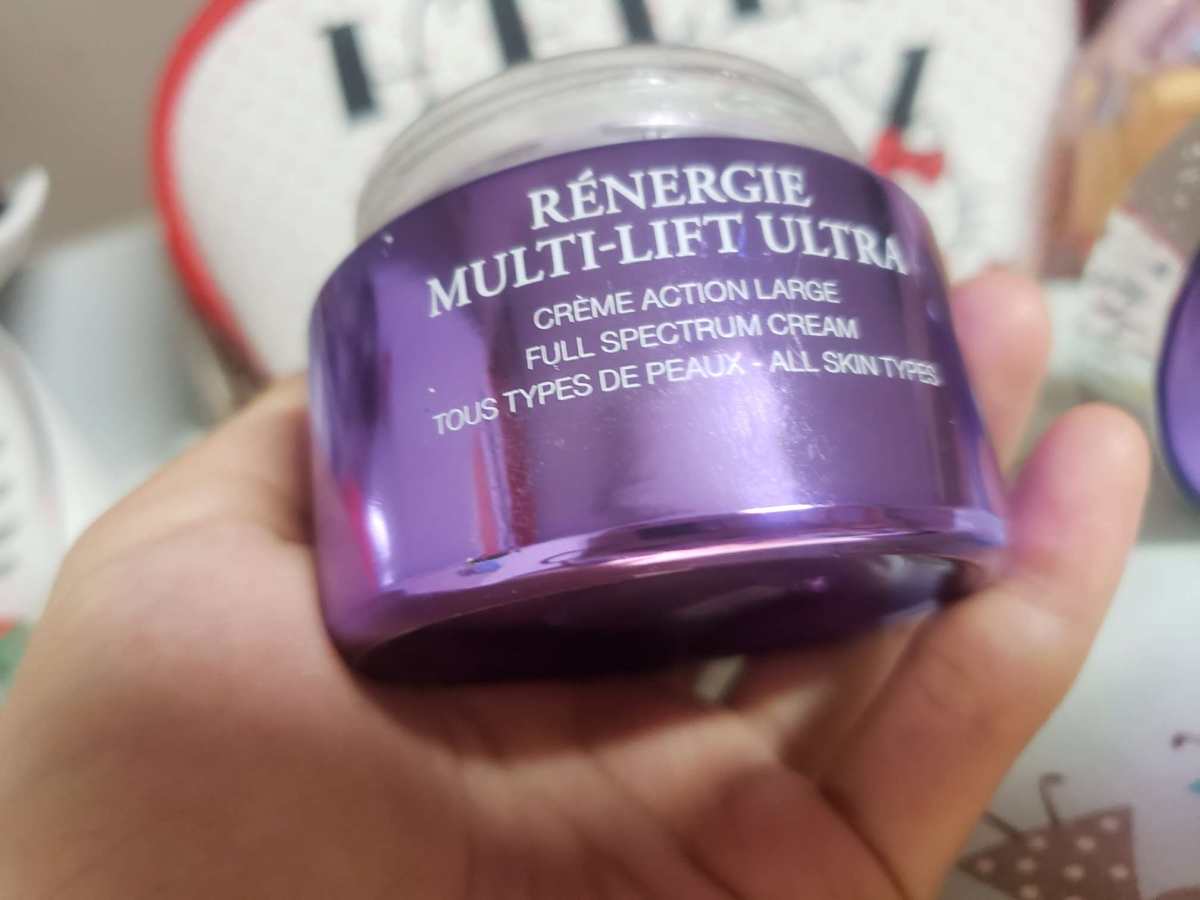 RÉNERGIE
MULTI-LIFT ULTRA
CRÈME ACTION LARGE
FULL SPECTRUM CREAM
TOUS TYPES DE PEAUX - ALL SKIN TYPES